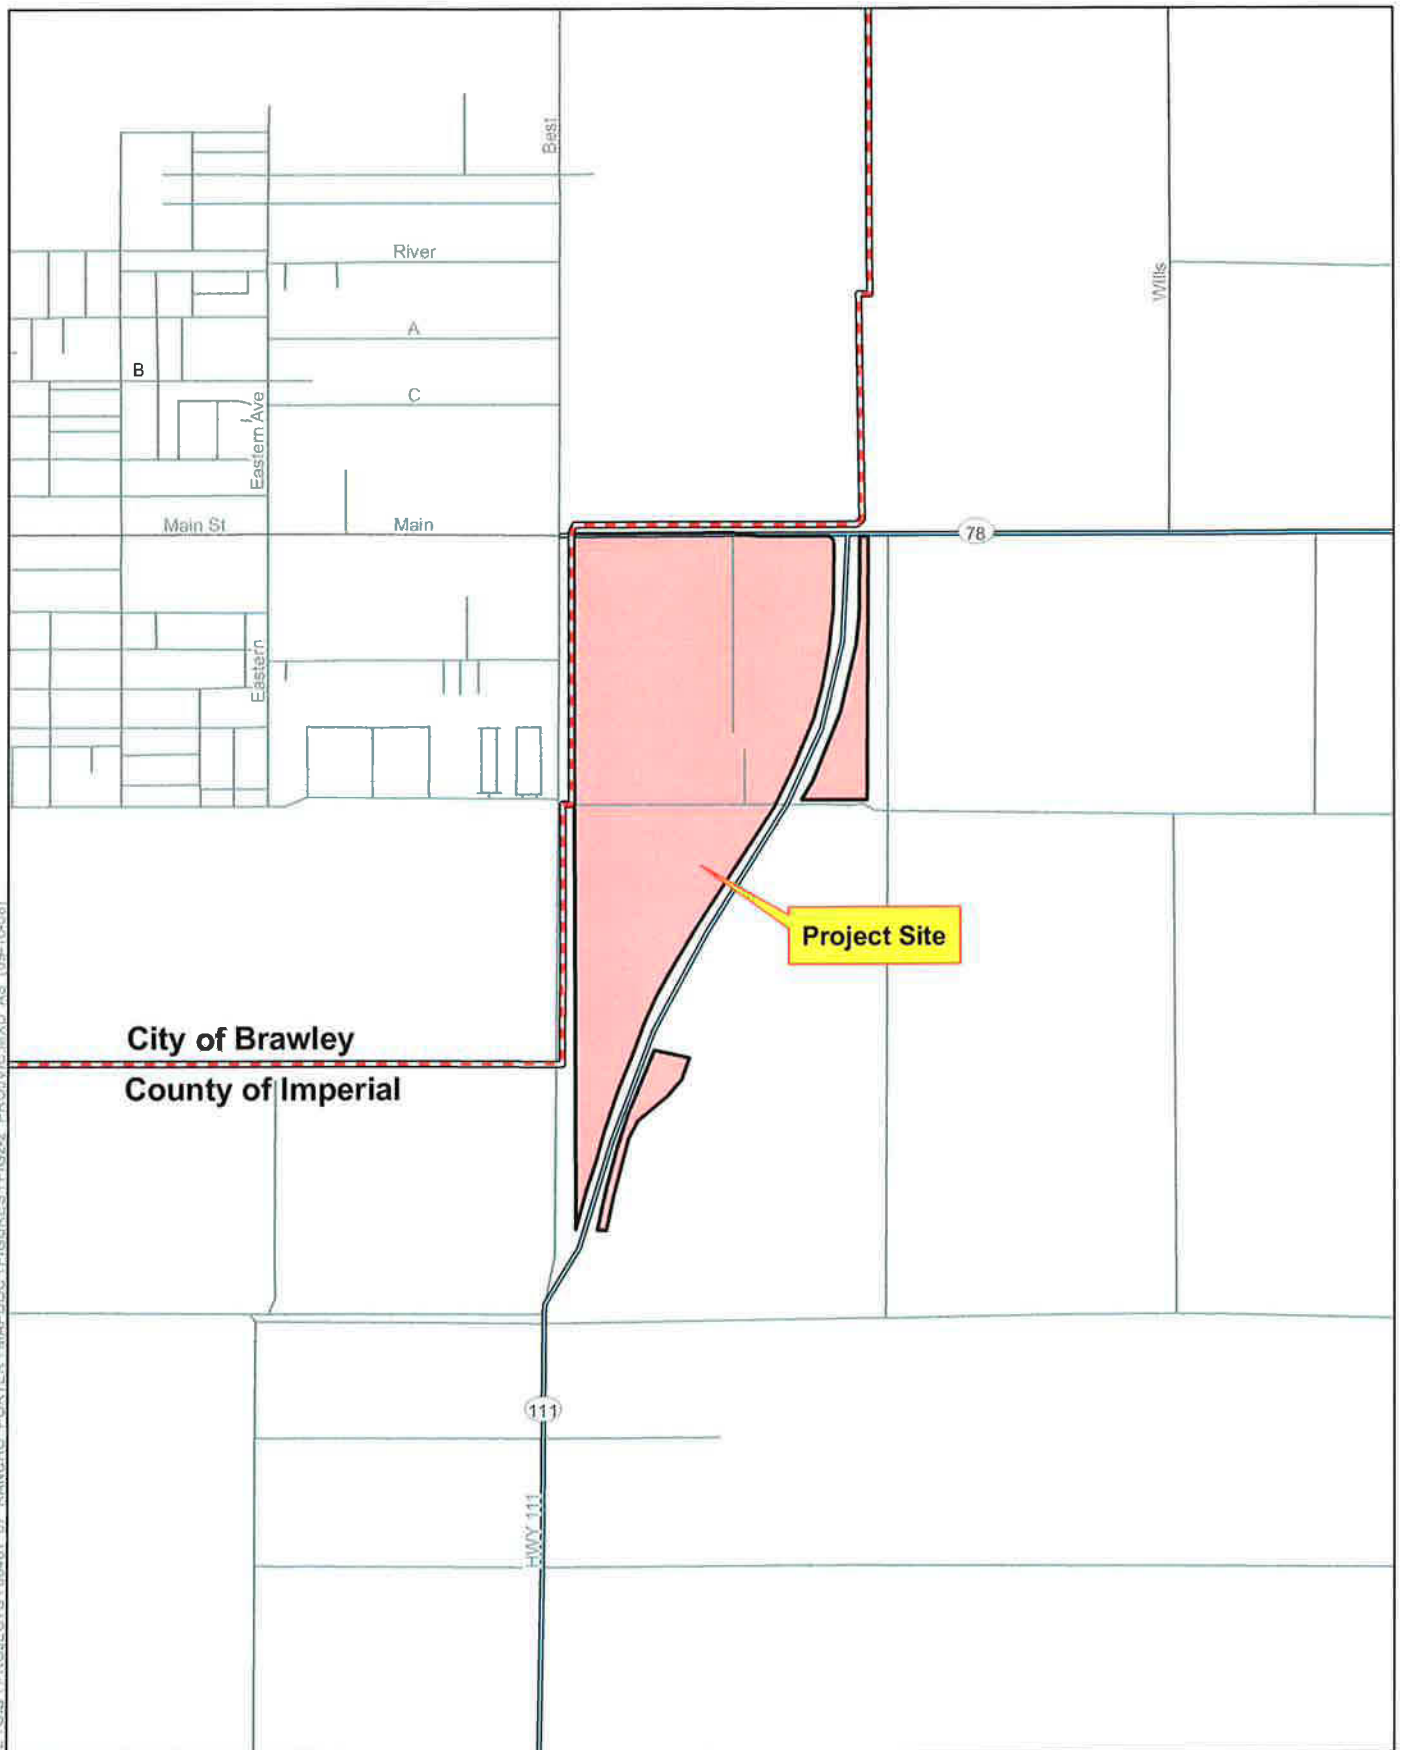 Best
River
Wills
A
B
C
Eastern Ave
Main St
Main
78
Eastern
Project Site
City of Brawley
County of Imperial
111
HWY 111